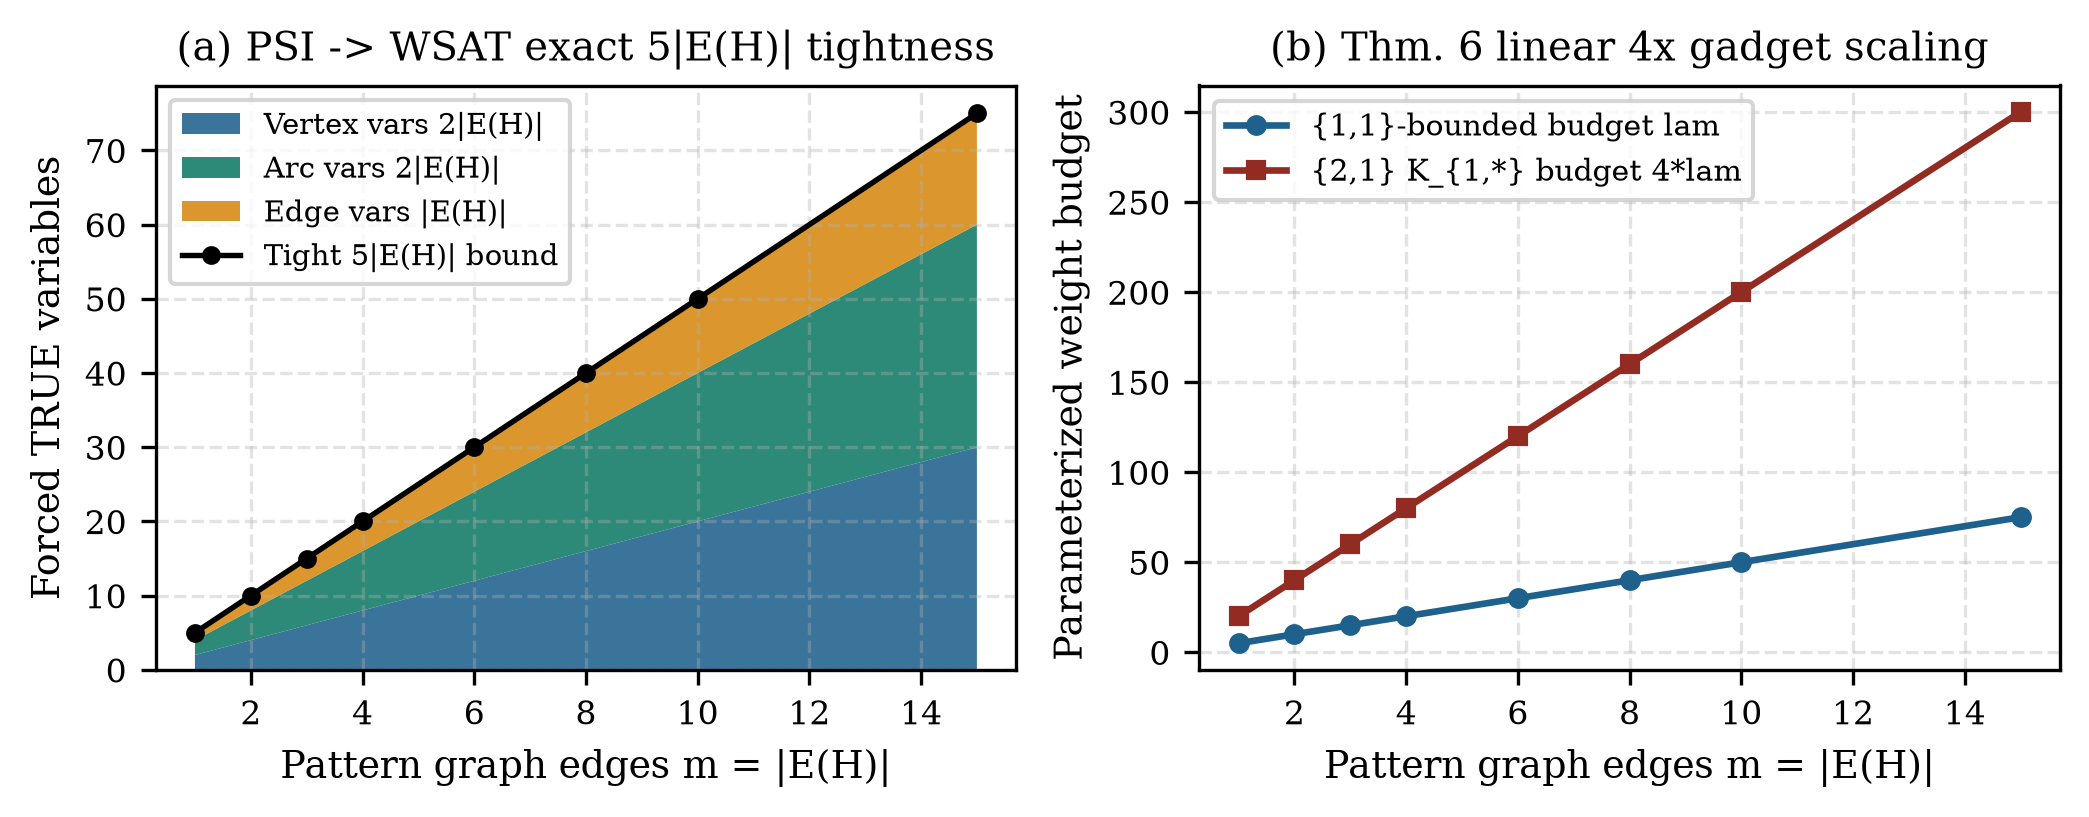 (a) PSI -> WSAT exact 5|E(H)| tightness
Forced TRUE variables
70
60
50
40
30
20
10
0
Vertex vars 2|E(H)|
Arc vars 2|E(H)|
Edge vars |E(H)|
Tight 5|E(H)| bound
2 4 6 8 10 12 14
Pattern graph edges m = |E(H)|
(b) Thm. 6 linear 4x gadget scaling
Parameterized weight budget
300
250
200
150
100
50
0
{1,1}-bounded budget lam
{2,1} K_{1,*} budget 4*lam
2 4 6 8 10 12 14
Pattern graph edges m = |E(H)|